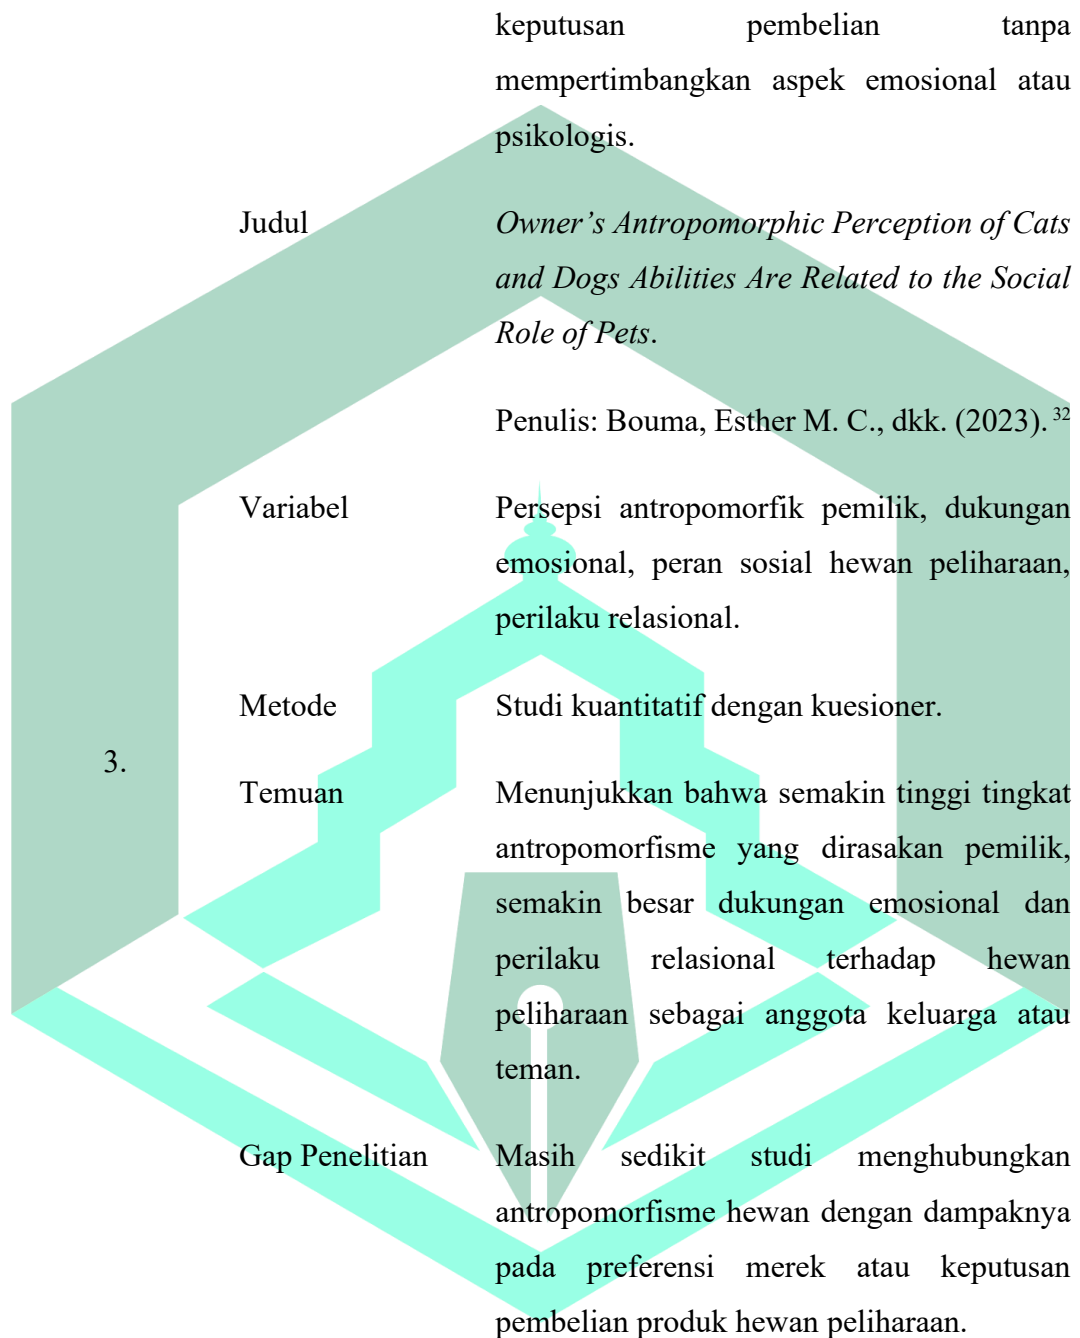 keputusan pembelian tanpa
mempertimbangkan aspek emosional atau
psikologis.
Judul Owner’s Antropomorphic Perception of Cats
and Dogs Abilities Are Related to the Social
Role of Pets.
Penulis: Bouma, Esther M. C., dkk. (2023). 32
Variabel Persepsi antropomorfik pemilik, dukungan
emosional, peran sosial hewan peliharaan,
perilaku relasional.
Metode Studi kuantitatif dengan kuesioner.
3.
Temuan Menunjukkan bahwa semakin tinggi tingkat
antropomorfisme yang dirasakan pemilik,
semakin besar dukungan emosional dan
perilaku relasional terhadap hewan
peliharaan sebagai anggota keluarga atau
teman.
Gap Penelitian Masih sedikit studi menghubungkan
antropomorfisme hewan dengan dampaknya
pada preferensi merek atau keputusan
pembelian produk hewan peliharaan.